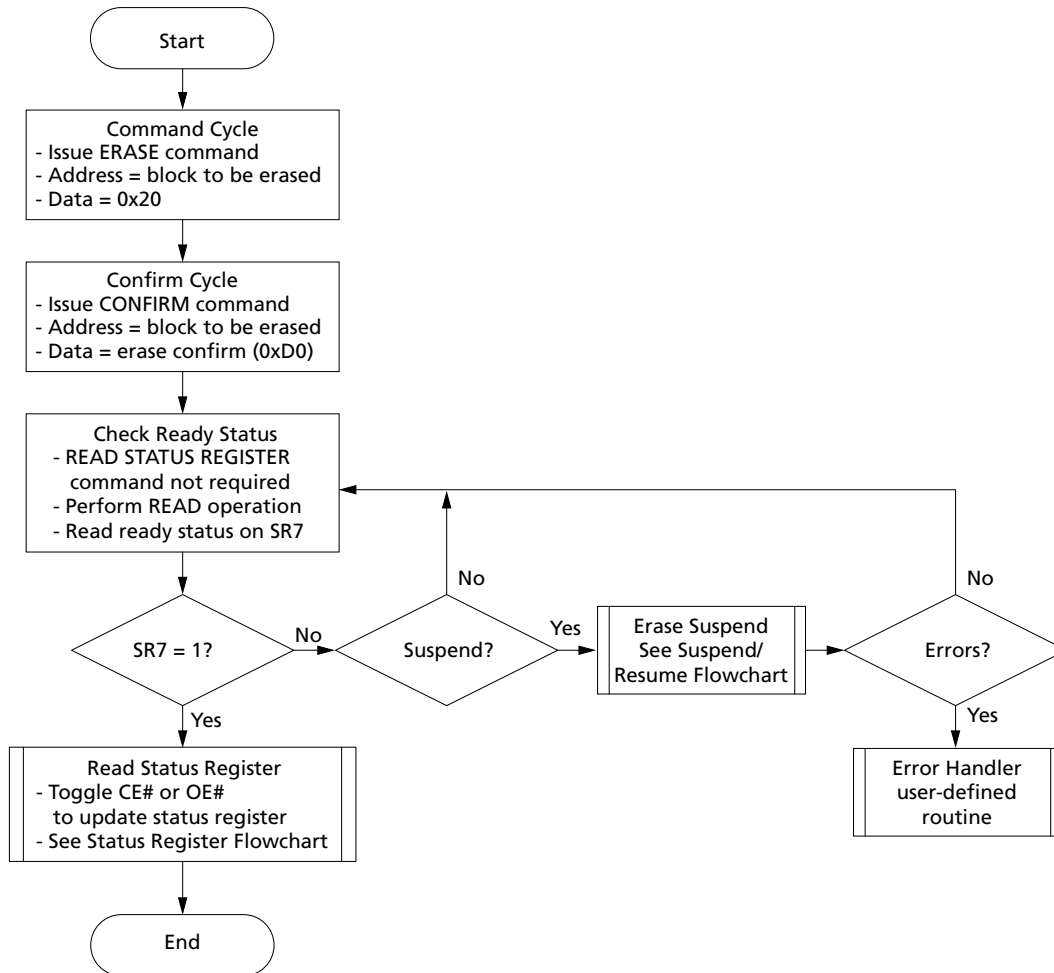 Start
Command Cycle
- Issue ERASE command
- Address = block to be erased
- Data = 0x20
Confirm Cycle
- Issue CONFIRM command
- Address = block to be erased
- Data = erase confirm (0xD0)
Check Ready Status
- READ STATUS REGISTER
command not required
- Perform READ operation
- Read ready status on SR7
SR7 = 1?
No
Suspend?
No
Yes
Erase Suspend
See Suspend/
Resume Flowchart
Errors?
No
Yes
Error Handler
user-defined
routine
Yes
Read Status Register
- Toggle CE# or OE#
to update status register
- See Status Register Flowchart
End